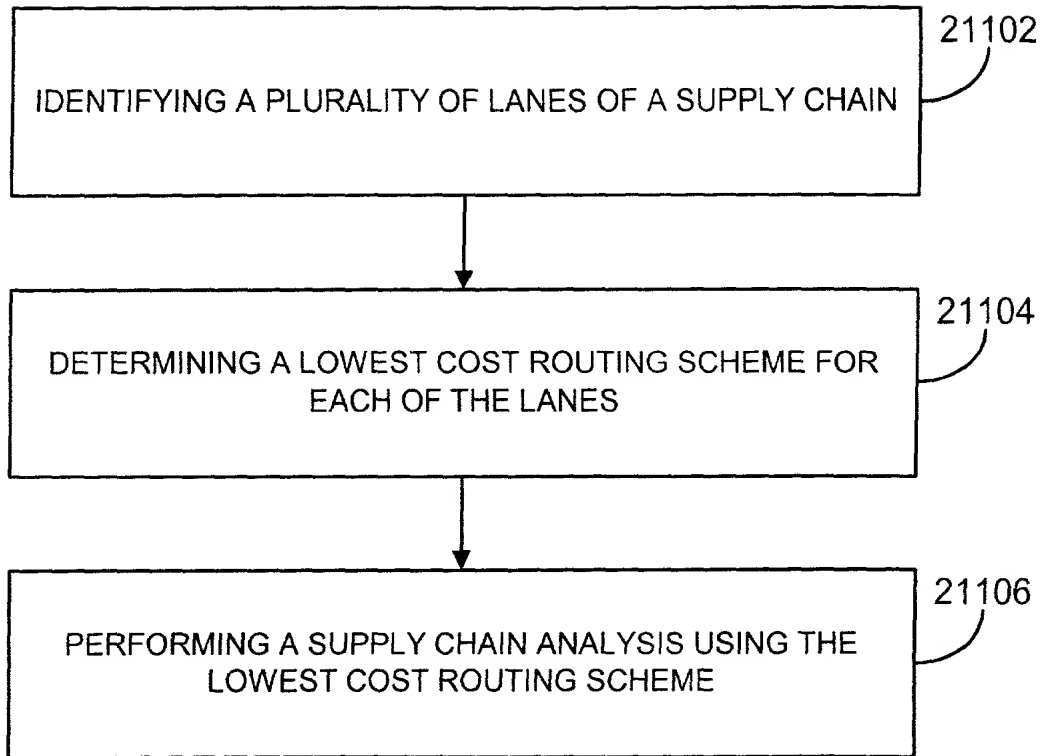 21102
IDENTIFYING A PLURALITY OF LANES OF A SUPPLY CHAIN
21104
DETERMINING A LOWEST COST ROUTING SCHEME FOR
EACH OF THE LANES
21106
PERFORMING A SUPPLY CHAIN ANALYSIS USING THE
LOWEST COST ROUTING SCHEME